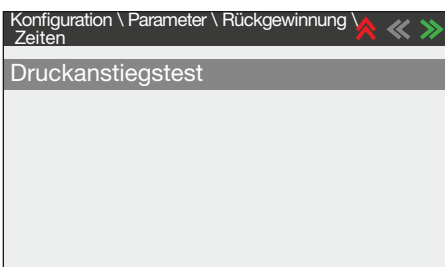 Konfiguration \ Parameter \ Rückgewinnung \
Zeiten
Druckanstiegstest